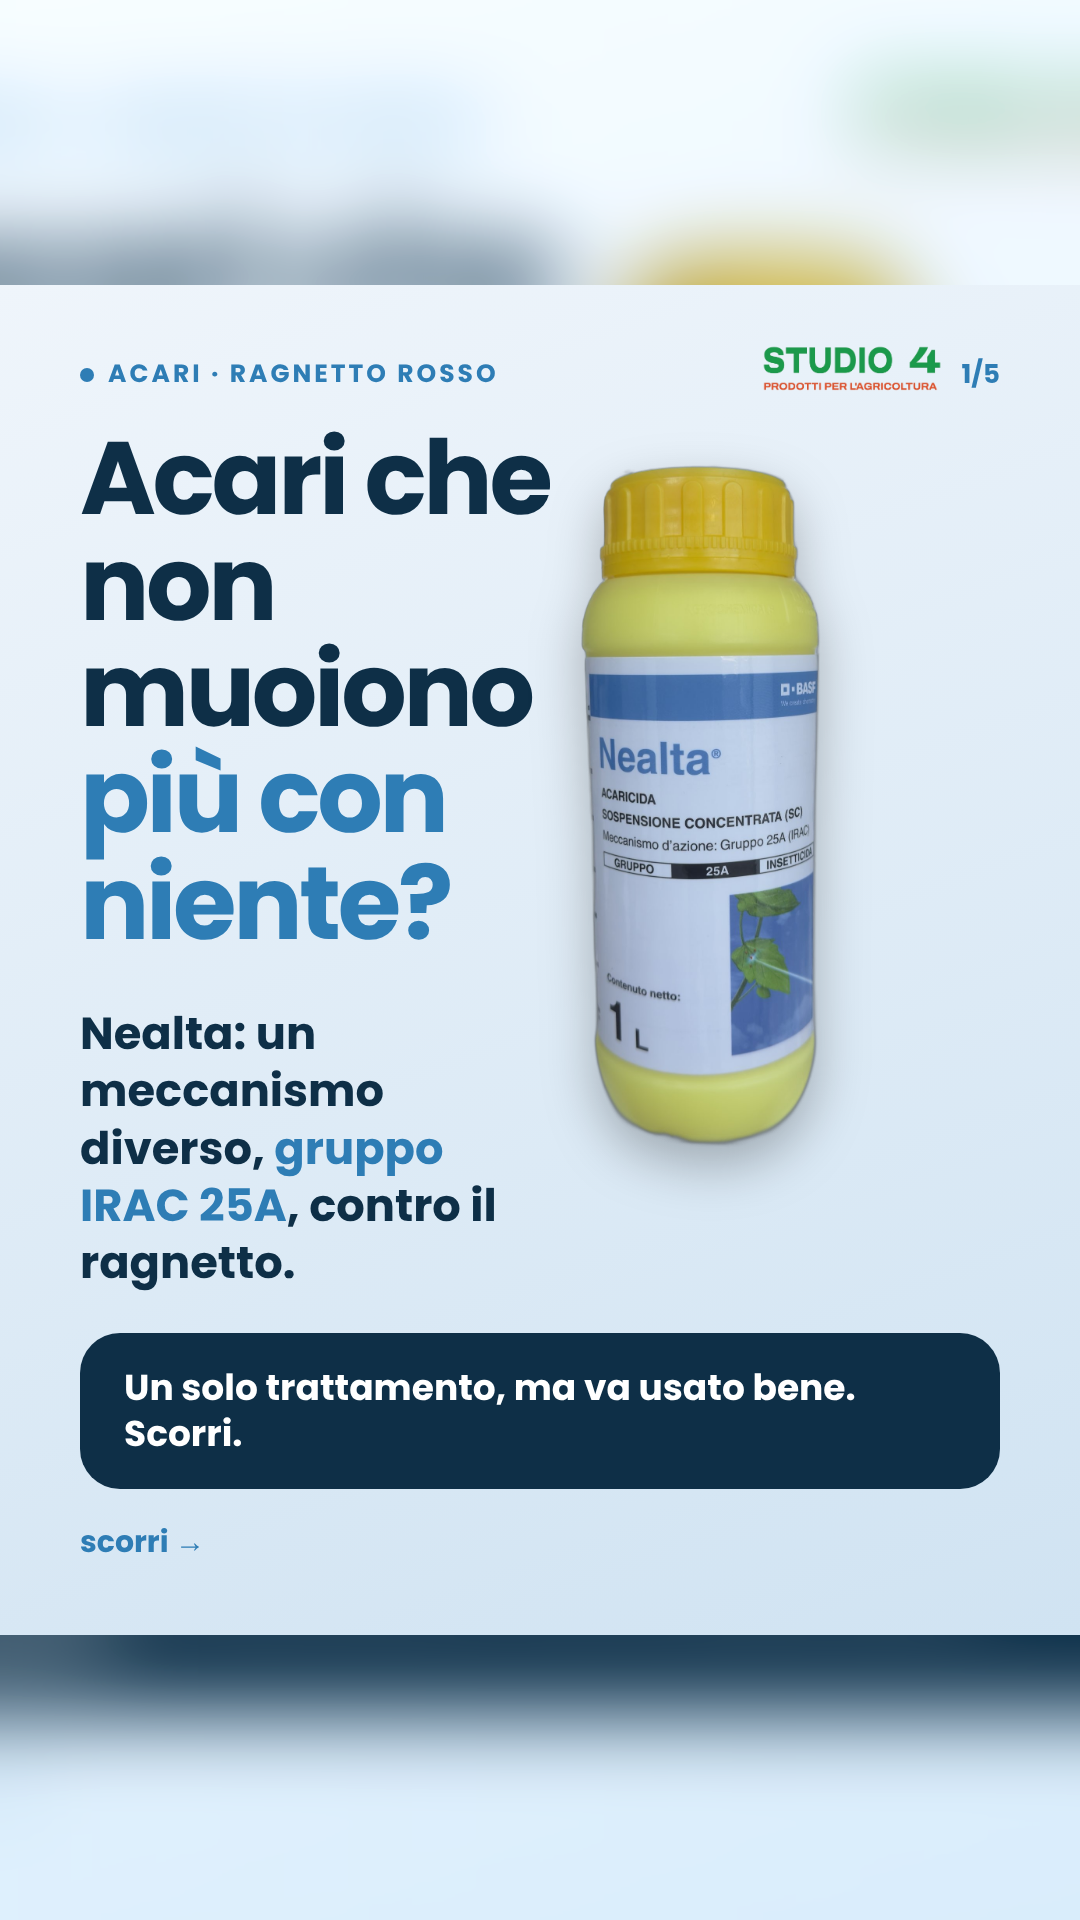 ACARI · RAGNETTO ROSSO
STUDIO 4
PRODOTTI PER L'AGRICOLTURA
1/5
Acari che
non
muoiono
più con
niente?
BASF
Nealta®
ACARICIDA
SOSPENSIONE CONCENTRATA (SC)
Meccanismo d'azione: Gruppo 25A (IRAC)
GRUPPO 25A INSETTICIDA
Contenuto netto:
1 L
Nealta: un
meccanismo
diverso, gruppo
IRAC 25A, contro il
ragnetto.
Un solo trattamento, ma va usato bene.
Scorri.
scorri →